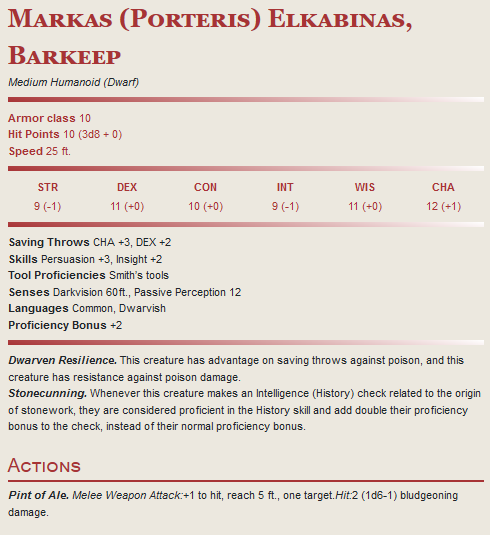 Markas (Porteris) Elkabinas,
Barkeep
Medium Humanoid (Dwarf)
Armor class 10
Hit Points 10 (3d8 + 0)
Speed 25 ft.
STR DEX CON INT WIS CHA
9 (-1) 11 (+0) 10 (+0) 9 (-1) 11 (+0) 12 (+1)
Saving Throws CHA +3, DEX +2
Skills Persuasion +3, Insight +2
Tool Proficiencies Smith's tools
Senses Darkvision 60ft., Passive Perception 12
Languages Common, Dwarvish
Proficiency Bonus +2
Dwarven Resilience. This creature has advantage on saving throws against poison, and this
creature has resistance against poison damage.
Stonecunning. Whenever this creature makes an Intelligence (History) check related to the origin
of stonework, they are considered proficient in the History skill and add double their proficiency
bonus to the check, instead of their normal proficiency bonus.
Actions
Pint of Ale. Melee Weapon Attack:+1 to hit, reach 5 ft., one target.Hit:2 (1d6-1) bludgeoning
damage.